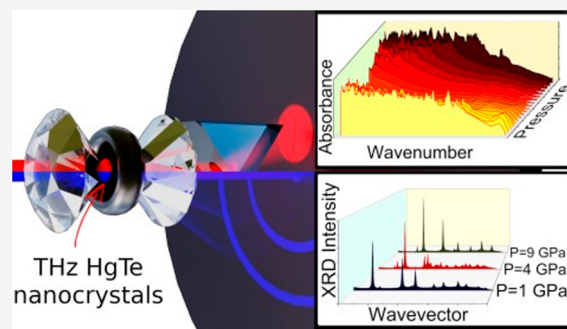 THz HgTe
nanocrystals
Absorbance
Wavenumber
Pressure
XRD Intensity
Wavevector
P=9 GPa
P=4 GPa
P=1 GPa